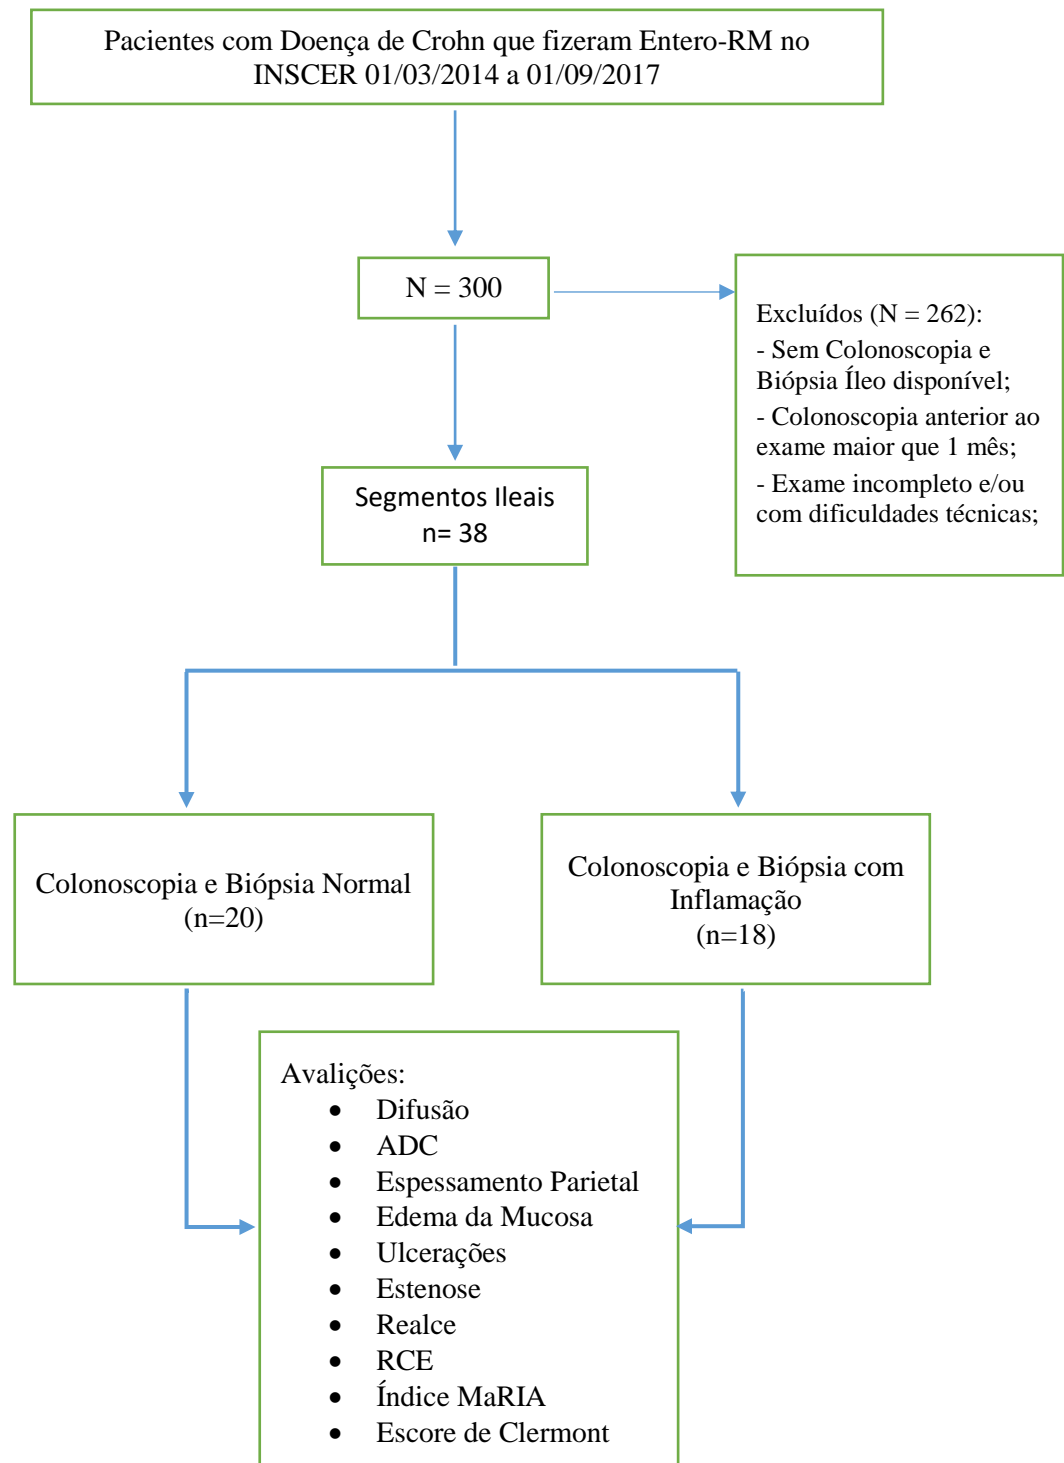 Pacientes com Doença de Crohn que fizeram Entero-RM no
INSCER 01/03/2014 a 01/09/2017
N = 300
Excluídos (N = 262):
- Sem Colonoscopia e
Biópsia Íleo disponível;
- Colonoscopia anterior ao
exame maior que 1 mês;
- Exame incompleto e/ou
com dificuldades técnicas;
Segmentos Ileais
n= 38
Colonoscopia e Biópsia Normal
(n=20)
Colonoscopia e Biópsia com
Inflamação
(n=18)
Avalições:
• Difusão
• ADC
• Espessamento Parietal
• Edema da Mucosa
• Ulcerações
• Estenose
• Realce
• RCE
• Índice MaRIA
• Escore de Clermont